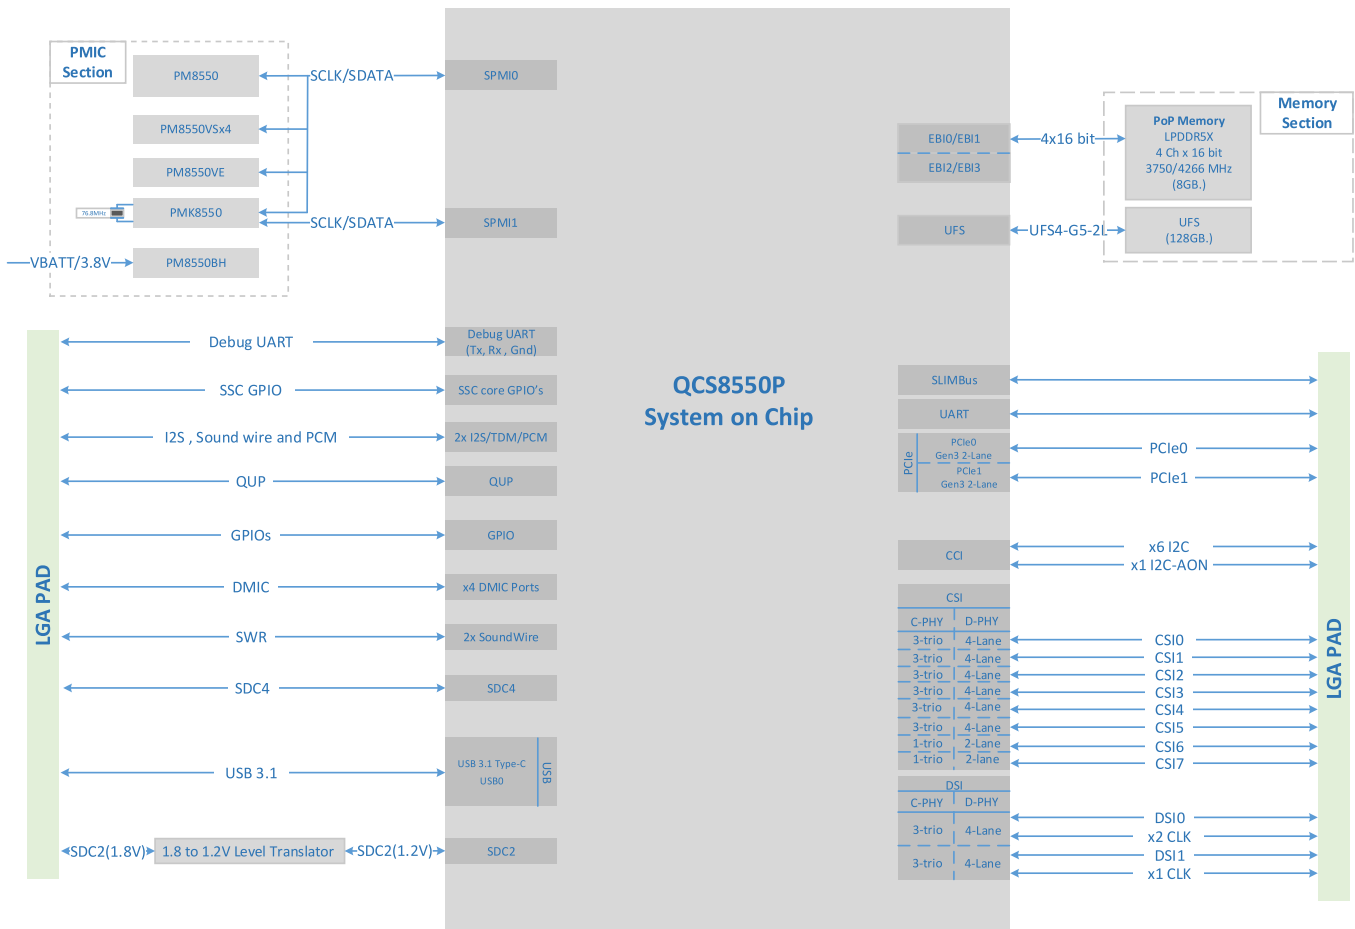 PMIC
Section
PM8550
PM8550VSx4
PM8550VE
76.8MHz
PMK8550
VBATT/3.8V
PM8550BH
SCLK/SDATA
SPMI0
SCLK/SDATA
SPMI1
Memory
Section
EBI0/EBI1
EBI2/EBI3
4x16 bit
PoP Memory
LPDDR5X
4 Ch x 16 bit
3750/4266 MHz
(8GB.)
UFS
UFS4-G5-2L
UFS
(128GB.)
QCS8550P
System on Chip
LGA PAD
Debug UART
Debug UART
(Tx, Rx , Gnd)
SSC GPIO
SSC core GPIO's
I2S , Sound wire and PCM
2x I2S/TDM/PCM
QUP
QUP
GPIOs
GPIO
DMIC
x4 DMIC Ports
SWR
2x SoundWire
SDC4
SDC4
USB 3.1
USB 3.1 Type-C
USB0
USB
SDC2(1.8V)
1.8 to 1.2V Level Translator
SDC2(1.2V)
SDC2
SLIMBus
UART
PCIe
PCIe0
Gen3 2-Lane
PCIe0
PCIe1
Gen3 2-Lane
PCIe1
CCI
x6 I2C
x1 I2C-AON
CSI
C-PHY D-PHY
3-trio 4-Lane CSI0
3-trio 4-Lane CSI1
3-trio 4-Lane CSI2
3-trio 4-Lane CSI3
3-trio 4-Lane CSI4
3-trio 4-Lane CSI5
1-trio 2-Lane CSI6
1-trio 2-lane CSI7
DSI
C-PHY D-PHY
3-trio 4-Lane
DSI0
x2 CLK
3-trio 4-Lane
DSI1
x1 CLK
LGA PAD